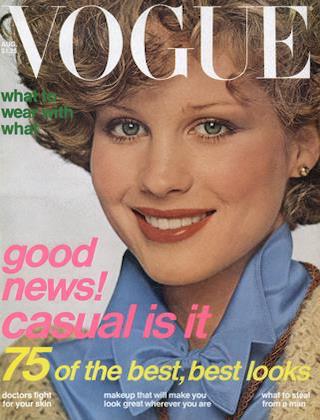 VOGUE
AUG.
$1.25
what to
wear with
what
good
news!
casual is it
75 of the best, best looks
doctors fight
for your skin
makeup that will make you
look great wherever you are
what to steal
from a man